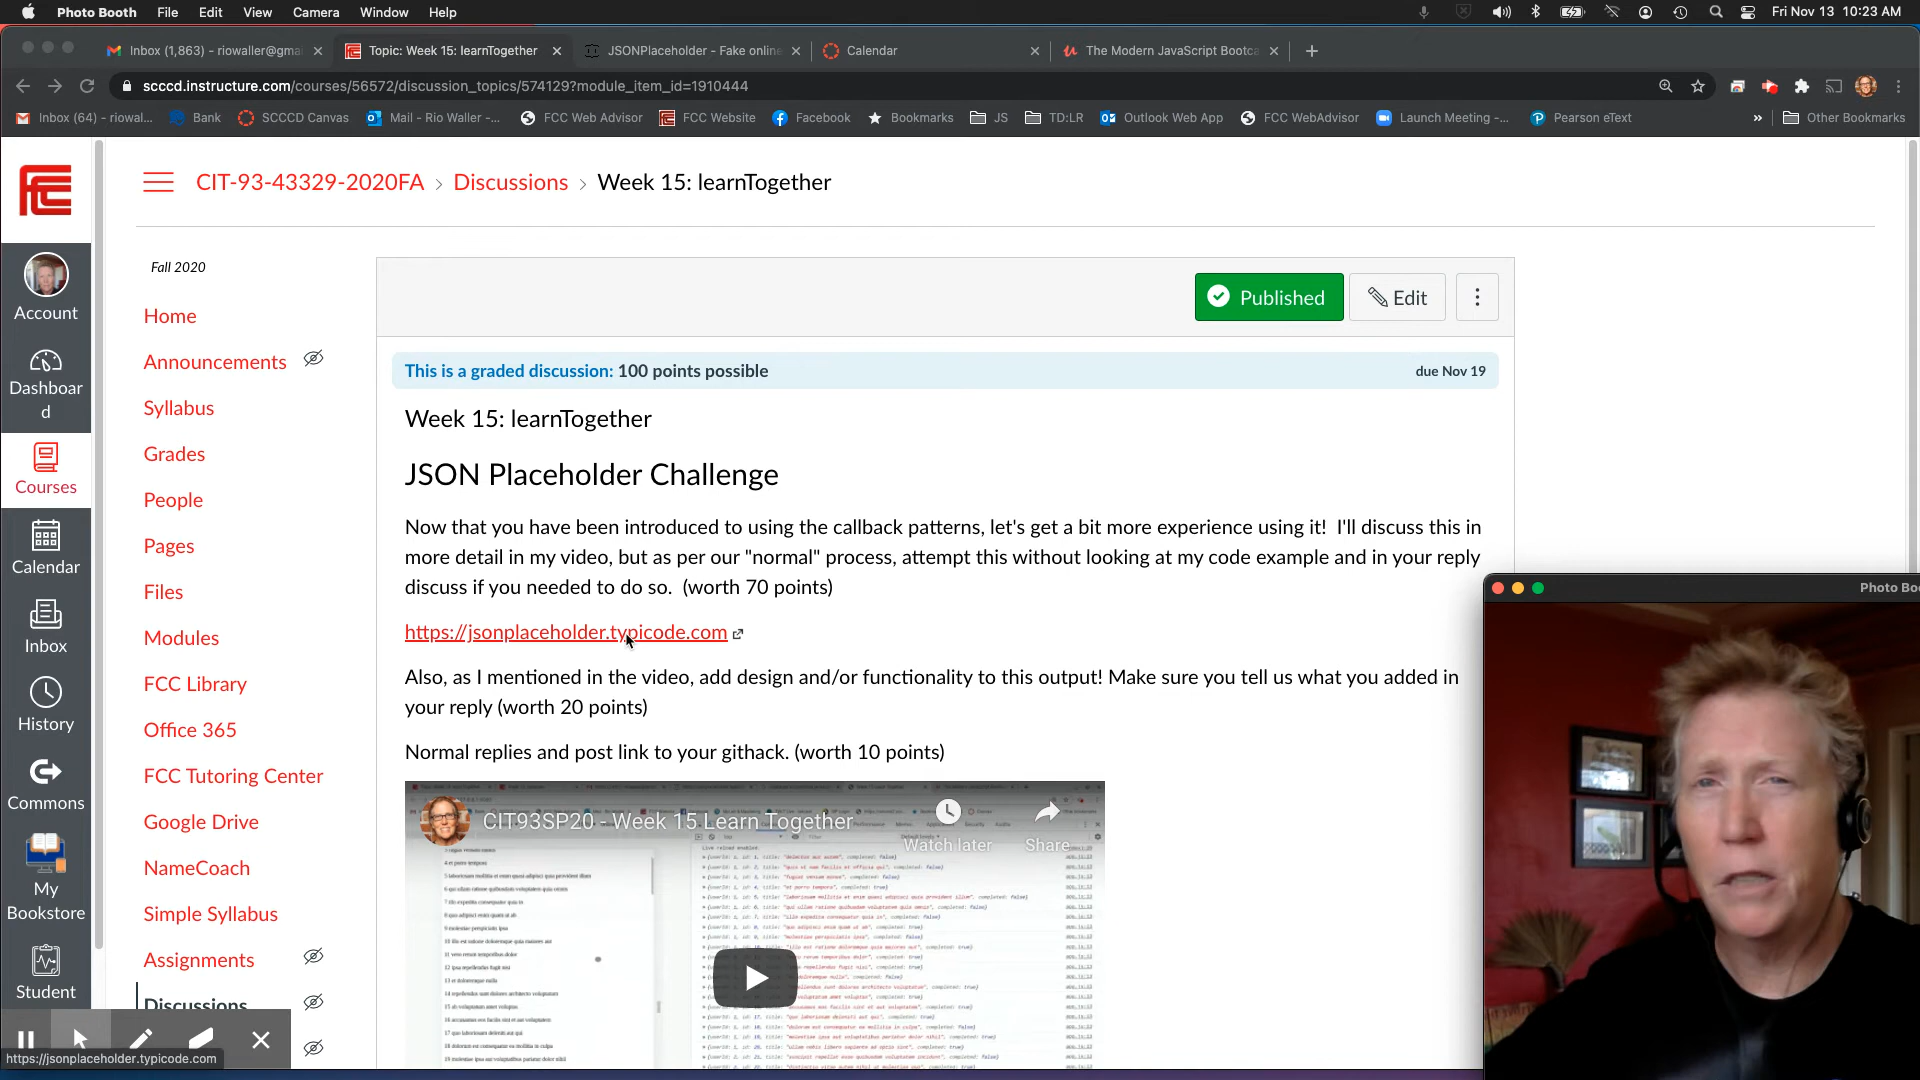 Photo Booth File Edit View Camera Window Help Fri Nov 13 10:23 AM
Inbox (1,863) - riowaller@gma Topic: Week 15: learnTogether JSONPlaceholder - Fake online Calendar The Modern JavaScript Bootca
scccd.instructure.com/courses/56572/discussion_topics/574129?module_item_id=1910444
Inbox (64) - riowal... Bank SCCCD Canvas Mail - Rio Waller -... FCC Web Advisor FCC Website Facebook Bookmarks JS TD:LR Outlook Web App FCC WebAdvisor Launch Meeting -... Pearson eText » Other Bookmarks
CIT-93-43329-2020FA › Discussions › Week 15: learnTogether
Account
Dashboar
d
Courses
Calendar
Inbox
History
Commons
My
Bookstore
Student
Fall 2020
Home
Announcements
Syllabus
Grades
People
Pages
Files
Modules
FCC Library
Office 365
FCC Tutoring Center
Google Drive
NameCoach
Simple Syllabus
Assignments
Discussions
Published Edit
This is a graded discussion: 100 points possible due Nov 19
Week 15: learnTogether
JSON Placeholder Challenge
Now that you have been introduced to using the callback patterns, let's get a bit more experience using it! I'll discuss this in
more detail in my video, but as per our "normal" process, attempt this without looking at my code example and in your reply
discuss if you needed to do so. (worth 70 points)
https://jsonplaceholder.typicode.com
Also, as I mentioned in the video, add design and/or functionality to this output! Make sure you tell us what you added in
your reply (worth 20 points)
Normal replies and post link to your githack. (worth 10 points)
CIT93SP20 - Week 15 Learn Together
Watch later Share
Photo Boo
https://jsonplaceholder.typicode.com